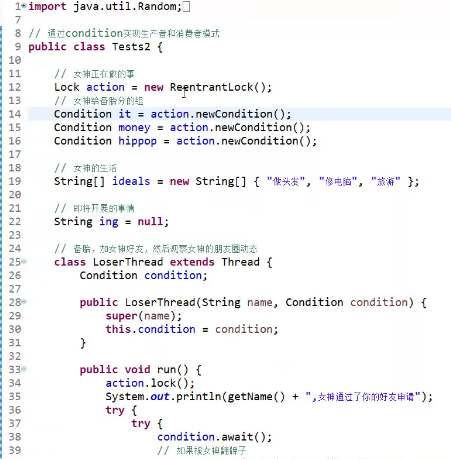 1 import java.util.Random;
7
8 // 通过condition实现生产者和消费者模式
9 public class Tests2 {
10
11 // 女神正在做的事
12 Lock action = new ReentrantLock();
13 // 女神给备胎分的组
14 Condition it = action.newCondition();
15 Condition money = action.newCondition();
16 Condition hippop = action.newCondition();
17
18 // 女神的生活
19 String[] ideals = new String[] { "做头发", "修电脑", "旅游" };
20
21 // 即将开展的事情
22 String ing = null;
23
24 // 备胎，加女神好友，然后观察女神的朋友圈动态
25 class LoserThread extends Thread {
26 Condition condition;
27
28 public LoserThread(String name, Condition condition) {
29 super(name);
30 this.condition = condition;
31 }
32
33 public void run() {
34 action.lock();
35 System.out.println(getName() + ",女神通过了你的好友申请");
36 try {
37 try {
38 condition.await();
39 // 如果被女神翻牌子